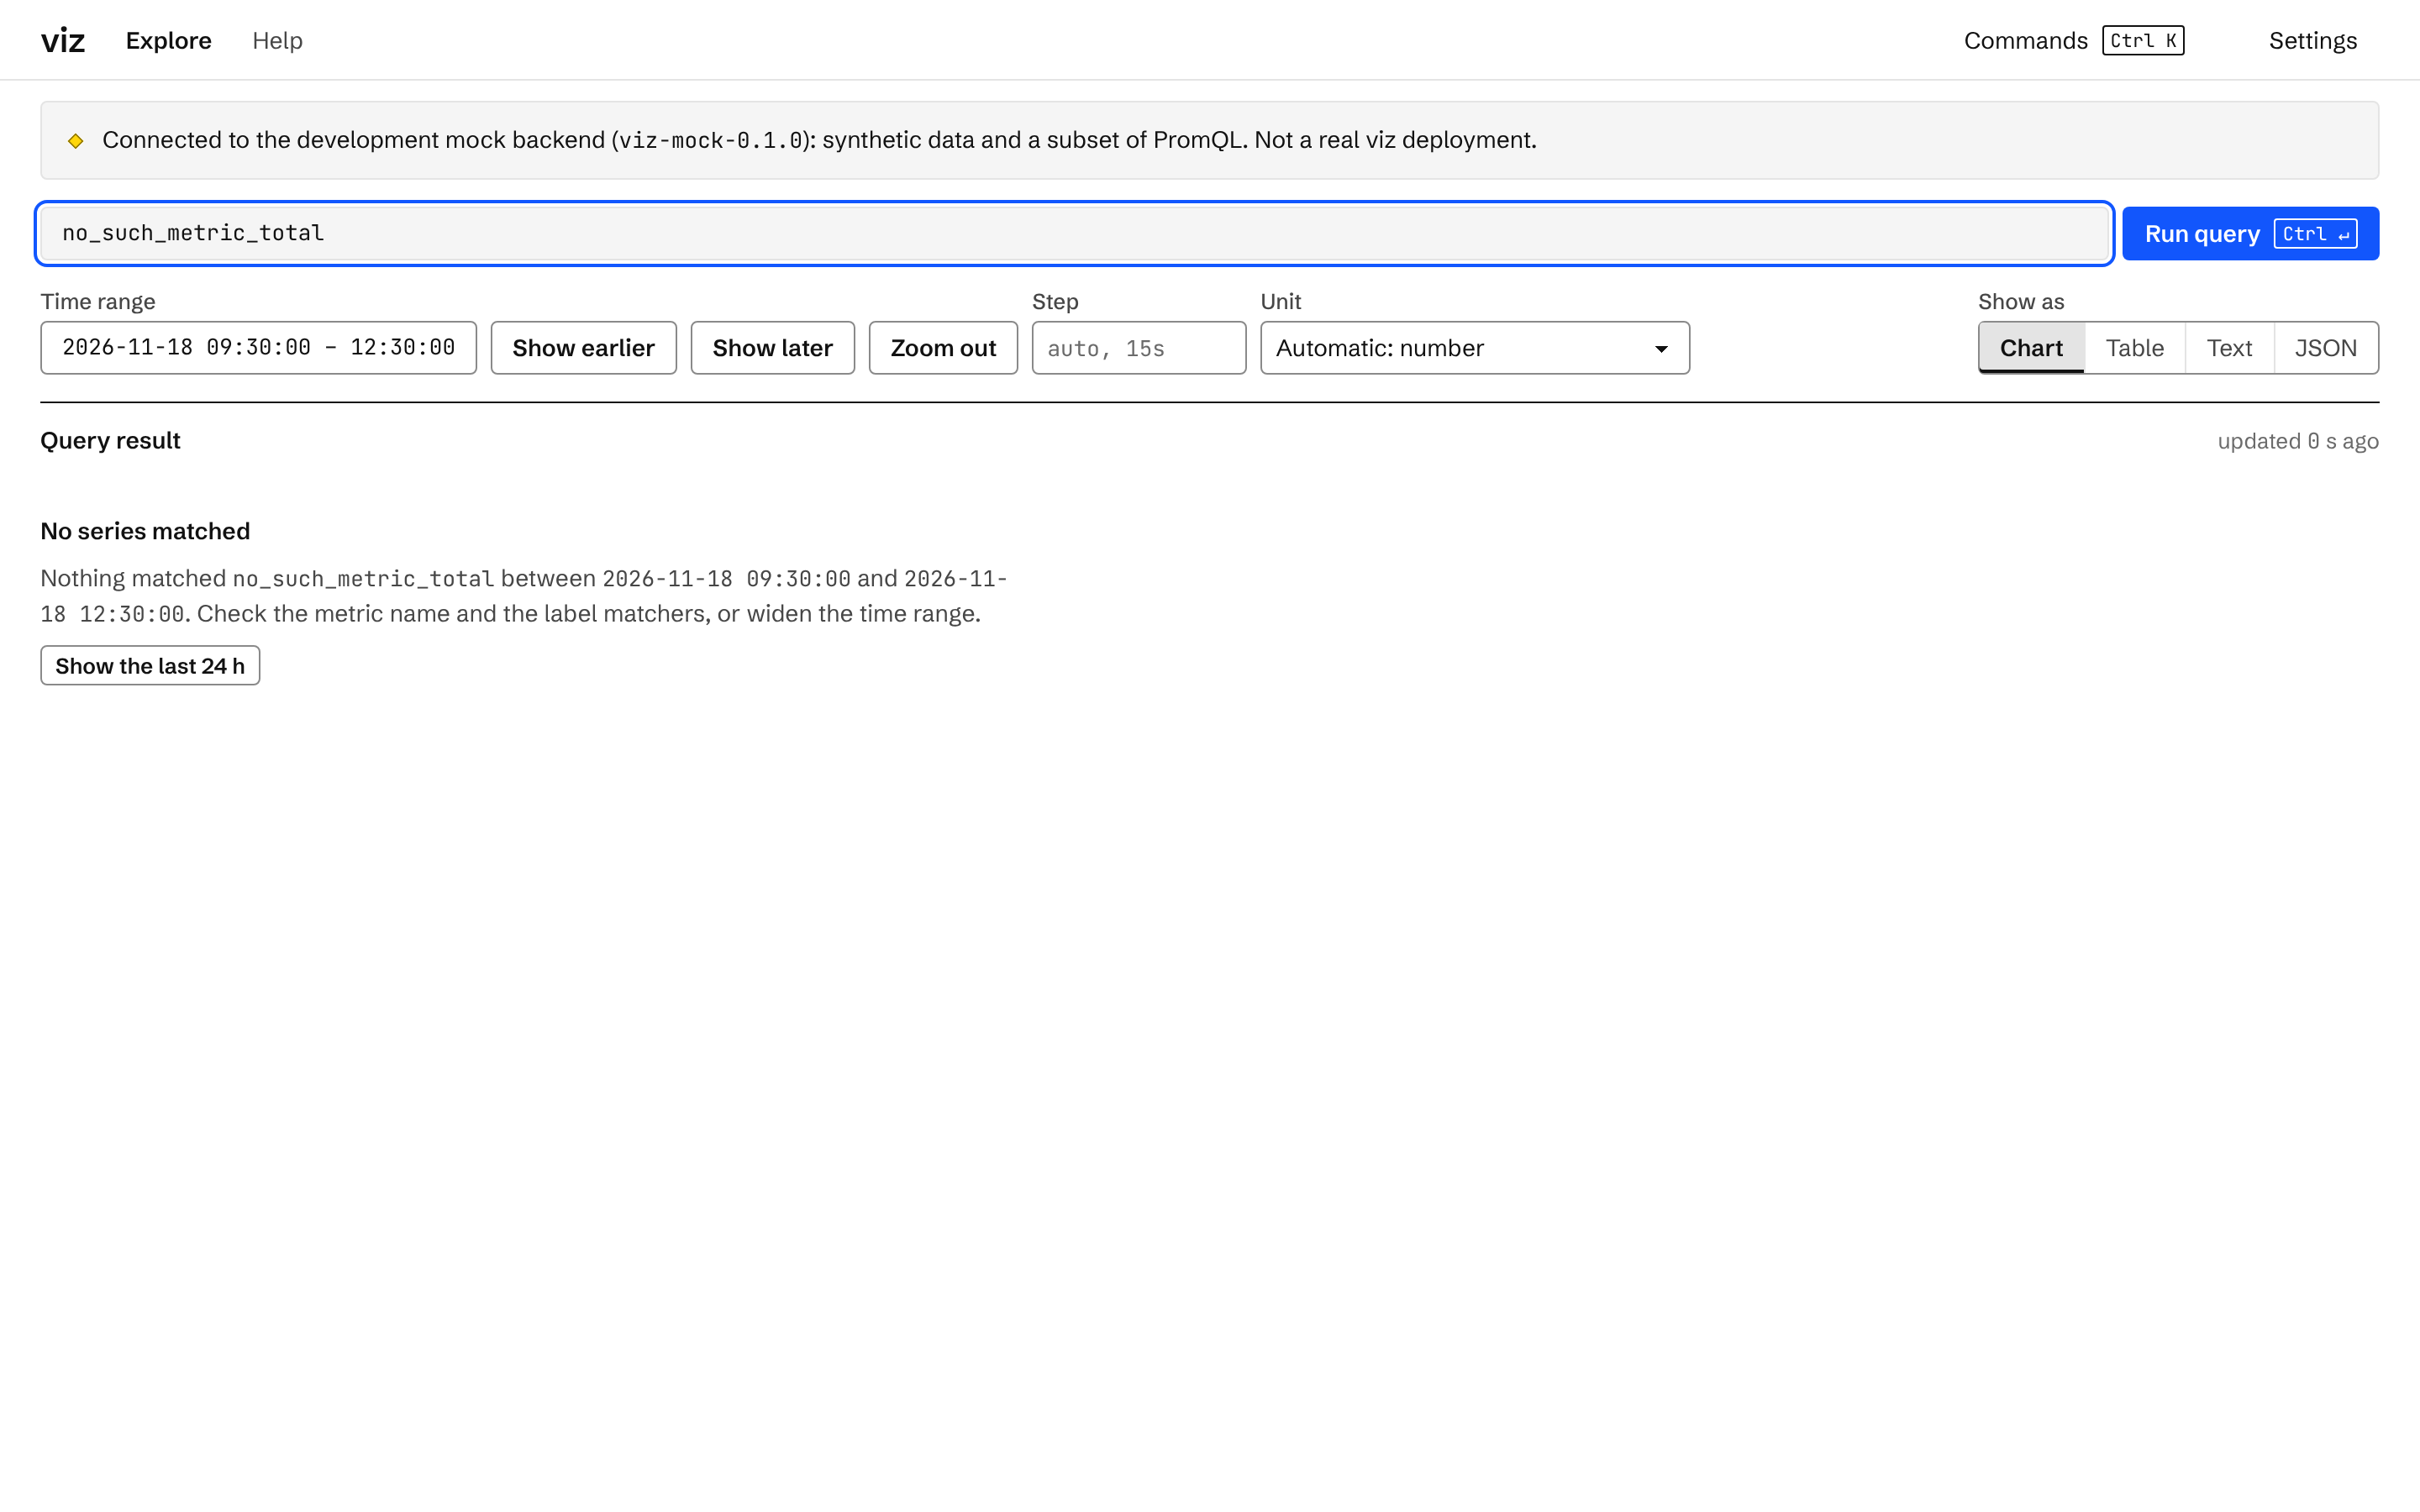 viz Explore Help Commands Ctrl K Settings
Connected to the development mock backend (viz-mock-0.1.0): synthetic data and a subset of PromQL. Not a real viz deployment.
no_such_metric_total Run query Ctrl ↵
Time range Step Unit Show as
2026-11-18 09:30:00 – 12:30:00 Show earlier Show later Zoom out auto, 15s Automatic: number Chart Table Text JSON
Query result updated 0 s ago
No series matched
Nothing matched no_such_metric_total between 2026-11-18 09:30:00 and 2026-11-
18 12:30:00. Check the metric name and the label matchers, or widen the time range.
Show the last 24 h